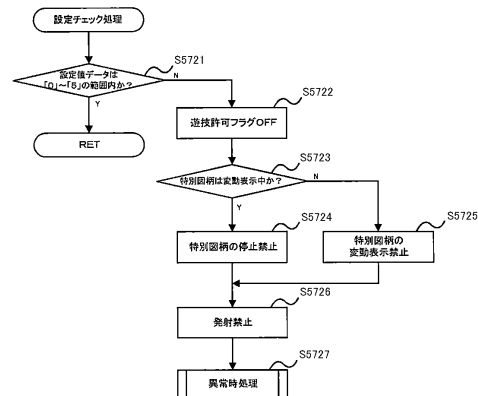 設定チェック処理
S5721
設定値データは
「0」～「5」の範囲内か?
N
Y
RET
S5722
遊技許可フラグOFF
S5723
特別図柄は変動表示中か?
N
Y
S5724
特別図柄の停止禁止
S5725
特別図柄の
変動表示禁止
S5726
発射禁止
S5727
異常時処理